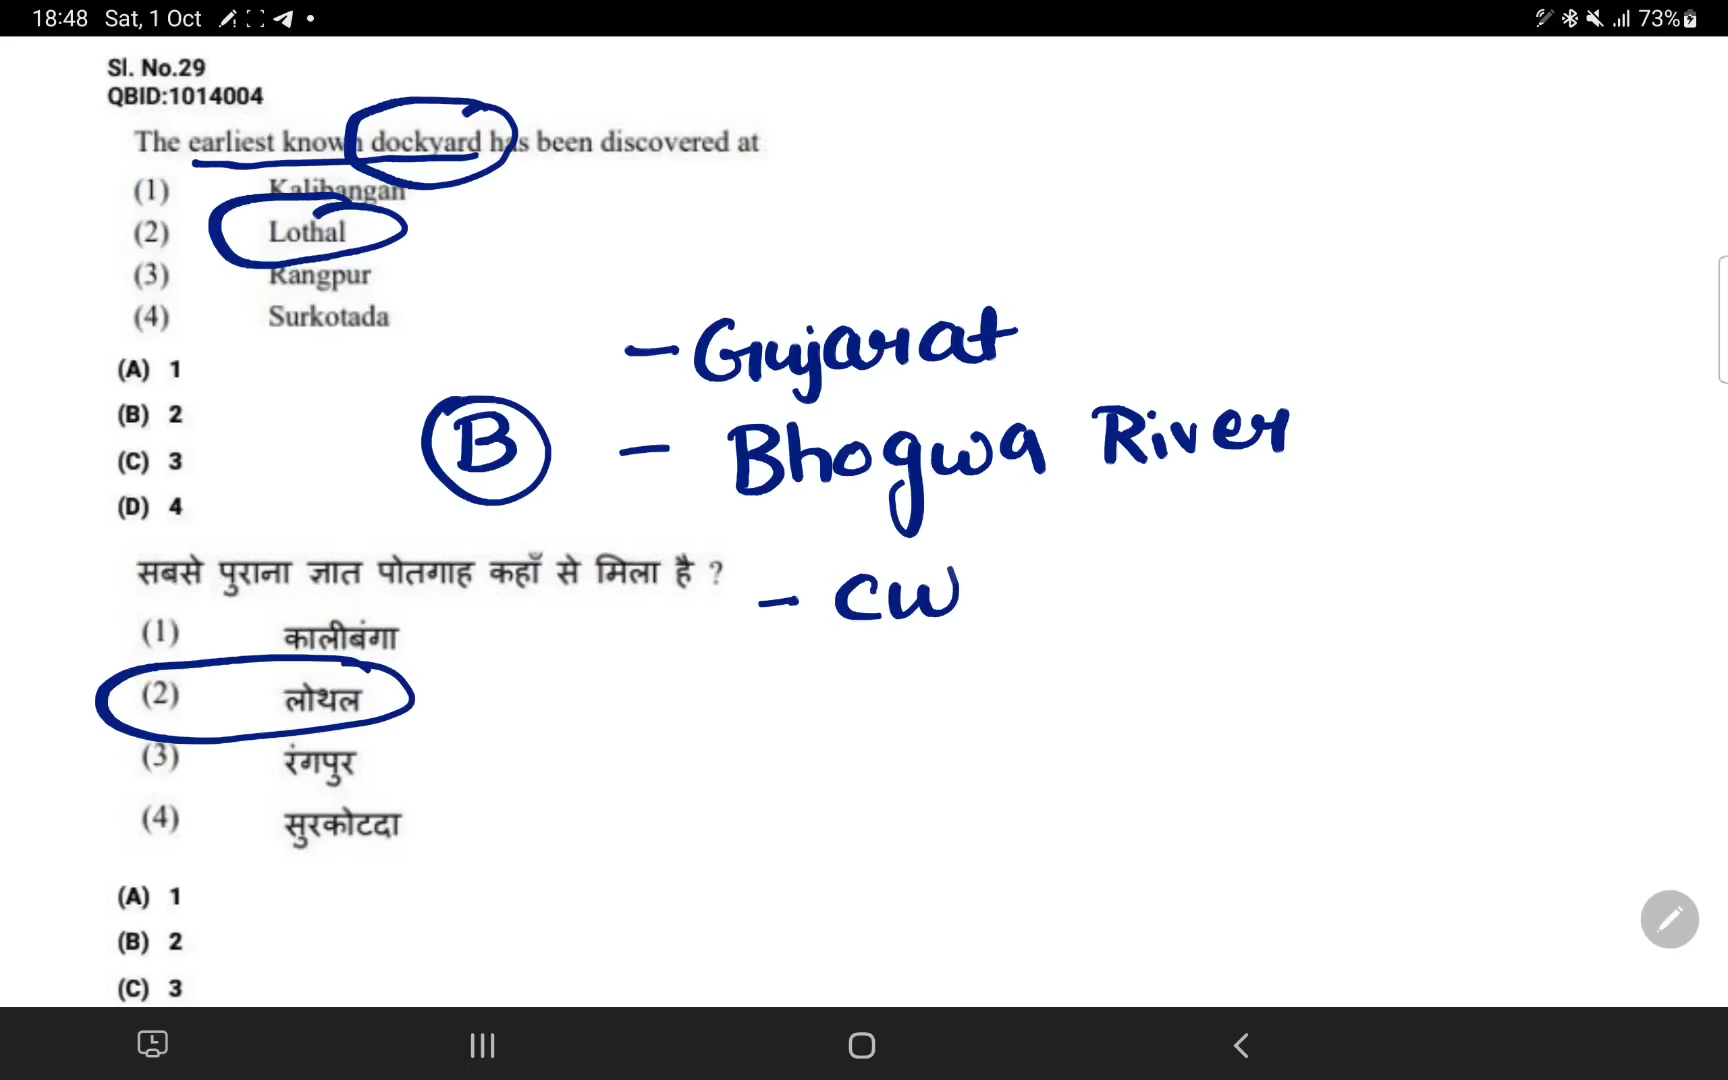 18:48 Sat, 1 Oct 73%
Sl. No.29
QBID:1014004
The earliest known dockyard has been discovered at
(1) Kalibangan
(2) Lothal
(3) Rangpur
(4) Surkotada
(A) 1
(B) 2
(C) 3
(D) 4
- Gujarat
B - Bhogwa River
- CW
सबसे पुराना ज्ञात पोतगाह कहाँ से मिला है ?
(1) कालीबंगा
(2) लोथल
(3) रंगपुर
(4) सुरकोटदा
(A) 1
(B) 2
(C) 3